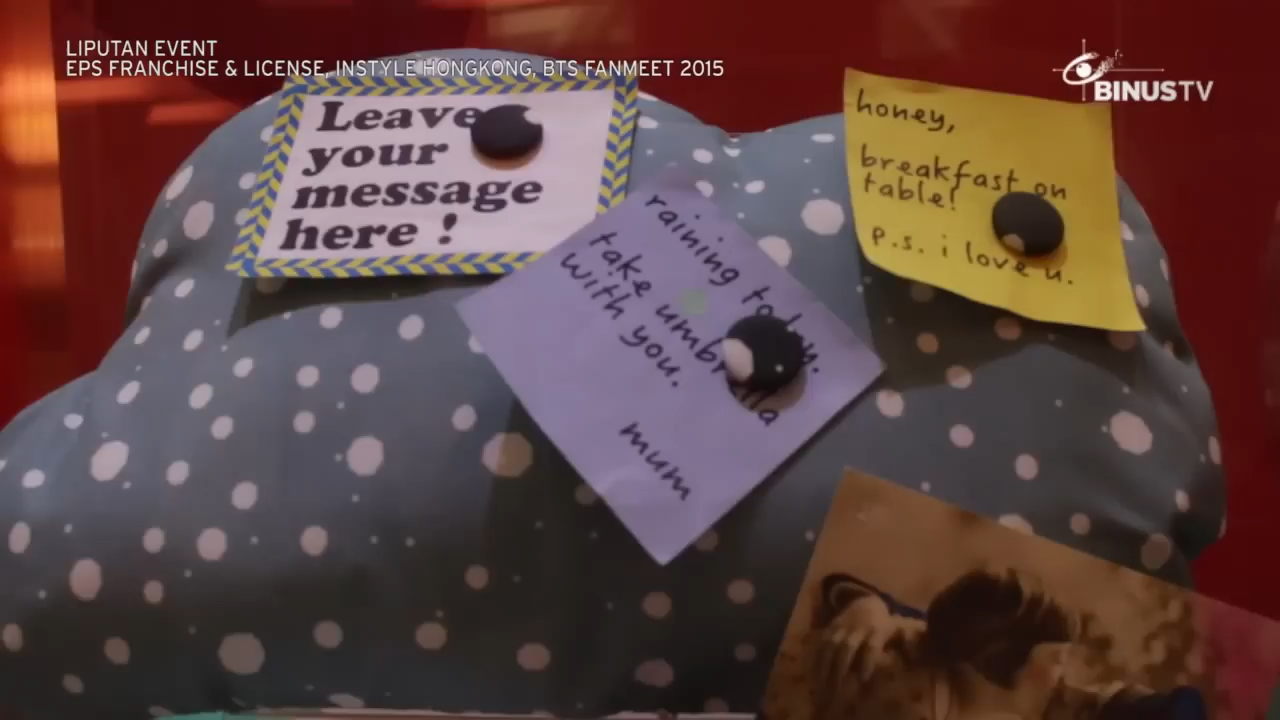 LIPUTAN EVENT
EPS FRANCHISE & LICENSE, INSTYLE HONGKONG, BTS FANMEET 2015
BINUSTV
Leave
your
message
here !
honey,
breakfast on
table!
p.s. i love u.
raining today.
take umbrella
with you.
mum